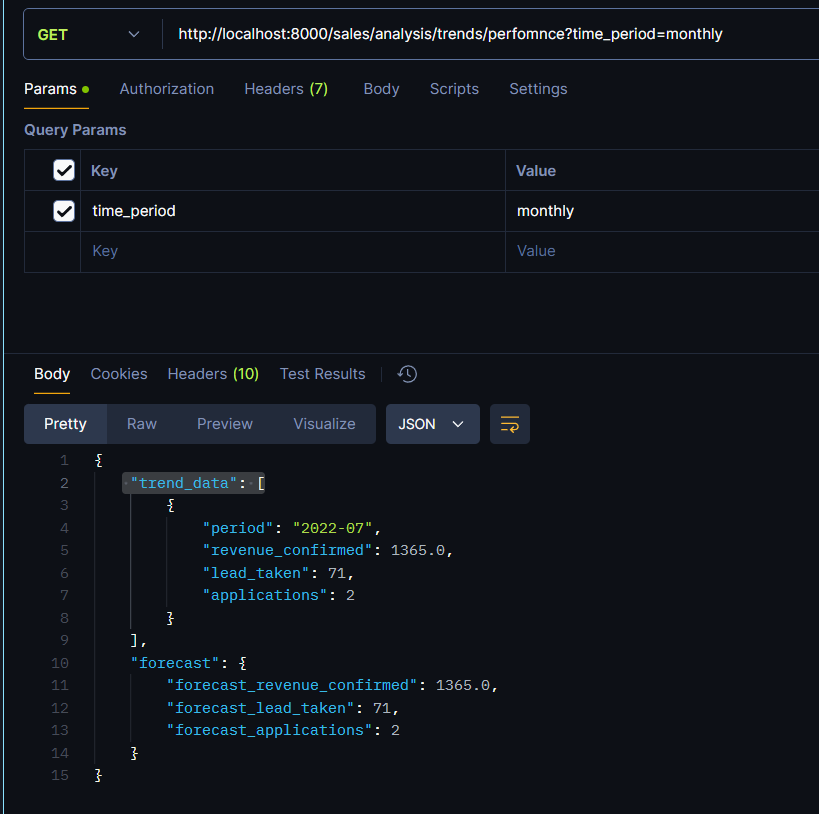 GET http://localhost:8000/sales/analysis/trends/perfomnce?time_period=monthly
Params Authorization Headers (7) Body Scripts Settings
Query Params
Key Value
time_period monthly
Key Value
Body Cookies Headers (10) Test Results
Pretty Raw Preview Visualize JSON
1 {
2 "trend_data": [
3 {
4 "period": "2022-07",
5 "revenue_confirmed": 1365.0,
6 "lead_taken": 71,
7 "applications": 2
8 }
9 ],
10 "forecast": {
11 "forecast_revenue_confirmed": 1365.0,
12 "forecast_lead_taken": 71,
13 "forecast_applications": 2
14 }
15 }